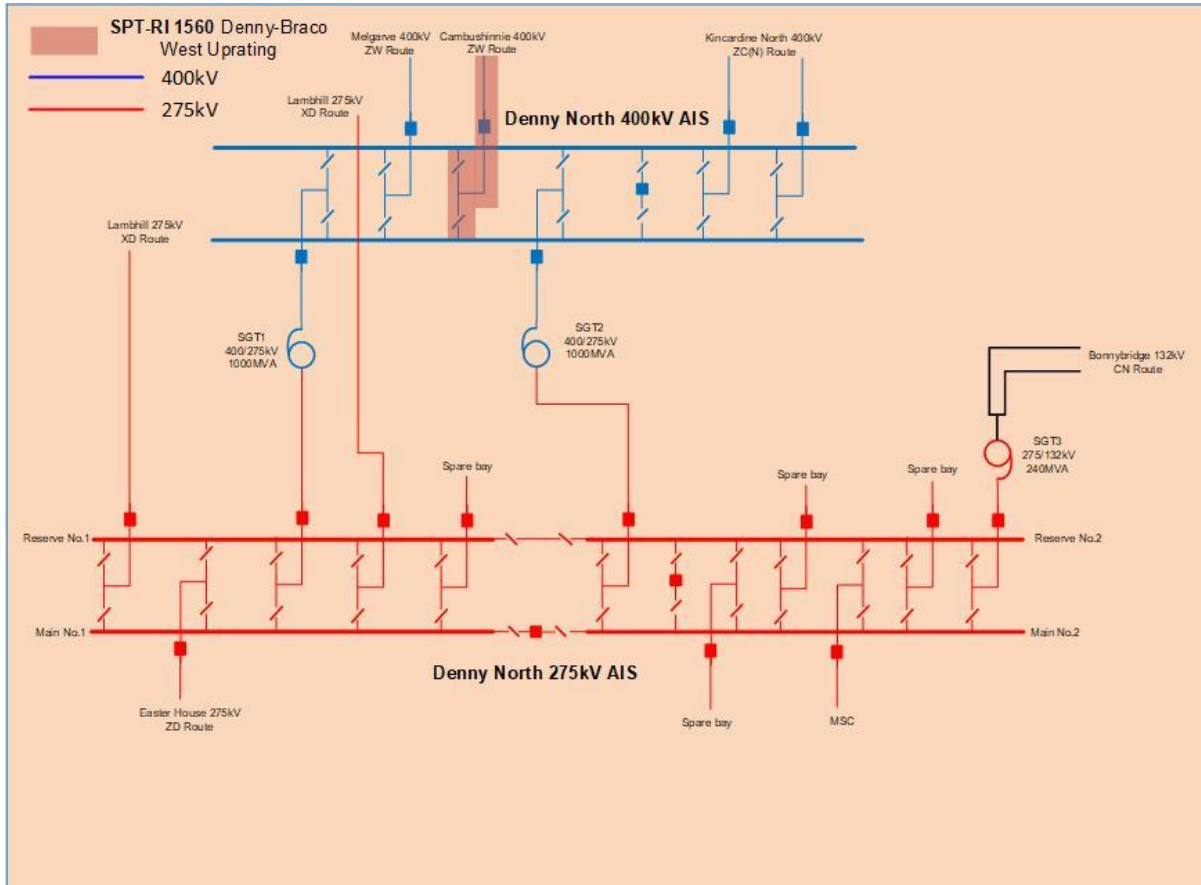 SPT-RI 1560 Denny-Braco
West Uprating
400kV
275kV
Melgarve 400kV
ZW Route
Cambushinnie 400kV
ZW Route
Kincardine North 400kV
ZC(N) Route
Lambhill 275kV
XD Route
Denny North 400kV AIS
Lambhill 275kV
XD Route
SGT1
400/275kV
1000MVA
SGT2
400/275kV
1000MVA
Bonnybridge 132kV
CN Route
SGT3
275/132kV
240MVA
Spare bay
Spare bay
Spare bay
Reserve No.1
Reserve No.2
Main No.1
Main No.2
Denny North 275kV AIS
Easter House 275kV
ZD Route
Spare bay
MSC